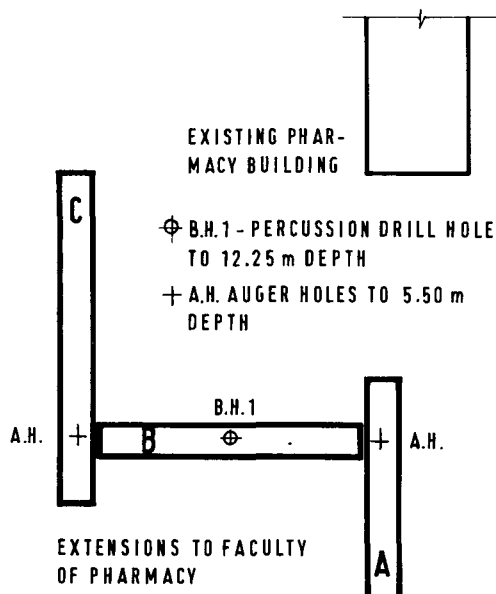 EXISTING PHAR-
MACY BUILDING
C
B.H.1 - PERCUSSION DRILL HOLE
TO 12.25 m DEPTH
A.H. AUGER HOLES TO 5.50 m
DEPTH
B.H.1
A.H.
B
A.H.
EXTENSIONS TO FACULTY
OF PHARMACY
A